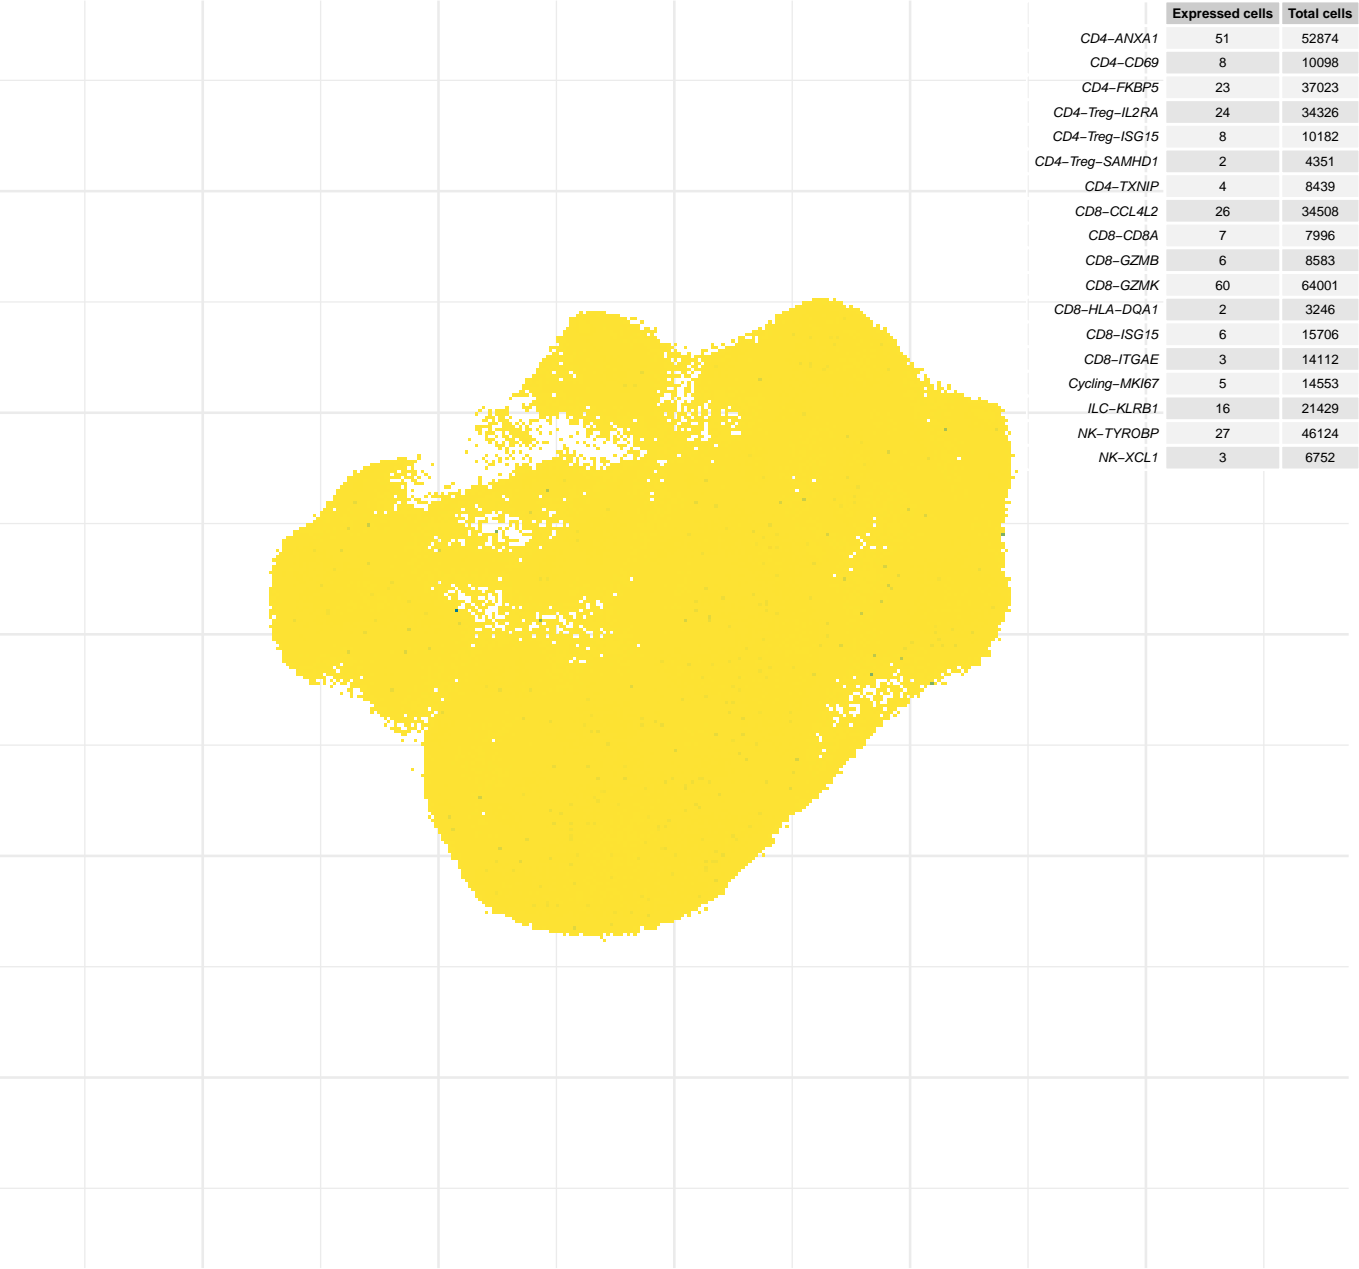 Expressed cells Total cells
CD4−ANXA1 51 52874
CD4−CD69 8 10098
CD4−FKBP5 23 37023
CD4−Treg−IL2RA 24 34326
CD4−Treg−ISG15 8 10182
CD4−Treg−SAMHD1 2 4351
CD4−TXNIP 4 8439
CD8−CCL4L2 26 34508
CD8−CD8A 7 7996
CD8−GZMB 6 8583
CD8−GZMK 60 64001
CD8−HLA−DQA1 2 3246
CD8−ISG15 6 15706
CD8−ITGAE 3 14112
Cycling−MKI67 5 14553
ILC−KLRB1 16 21429
NK−TYROBP 27 46124
NK−XCL1 3 6752